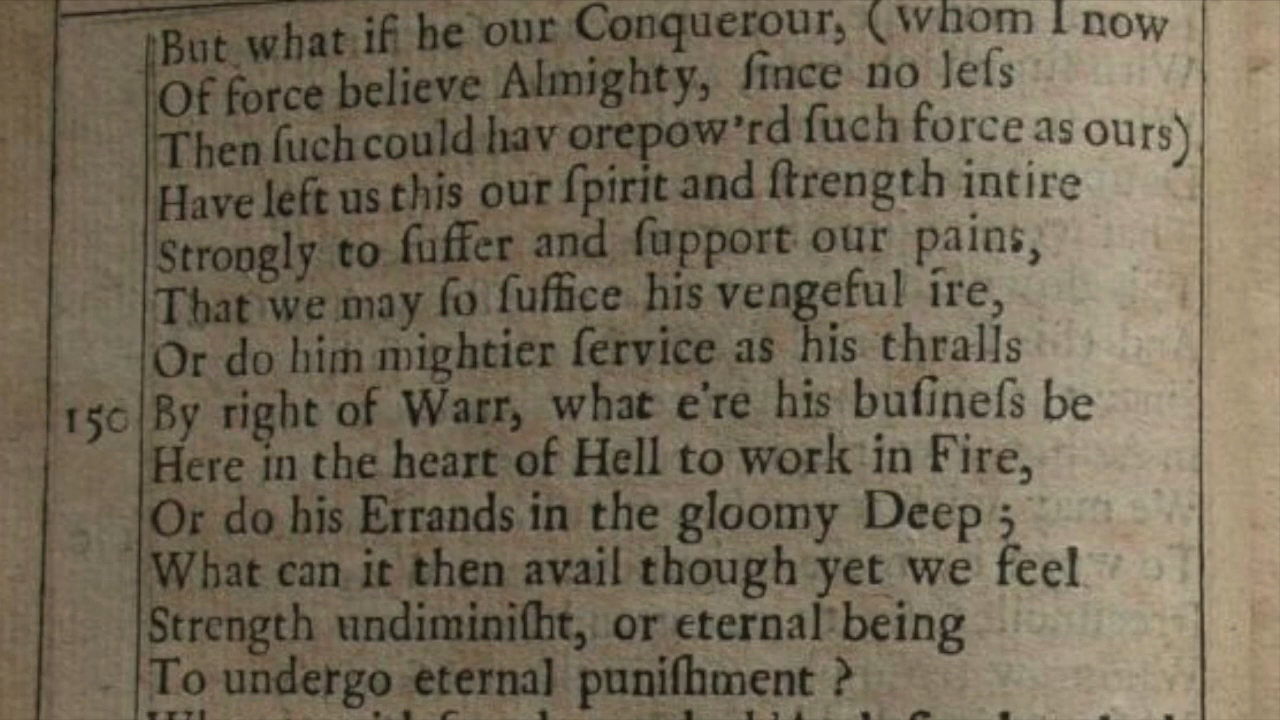 But what if he our Conquerour, (whom I now
Of force believe Almighty, ſince no leſs
Then ſuch could hav orepow'rd ſuch force as ours)
Have left us this our ſpirit and ſtrength intire
Strongly to ſuffer and ſupport our pains,
That we may ſo ſuffice his vengeful ire,
Or do him mightier ſervice as his thralls
150 By right of Warr, what e're his buſineſs be
Here in the heart of Hell to work in Fire,
Or do his Errands in the gloomy Deep;
What can it then avail though yet we feel
Strength undiminiſht, or eternal being
To undergo eternal puniſhment?